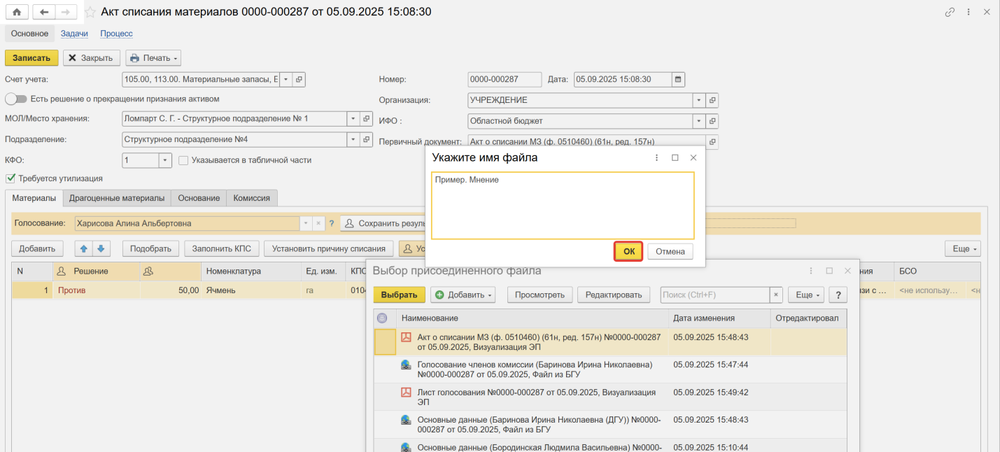 Акт списания материалов 0000-000287 от 05.09.2025 15:08:30
Основное Задачи Процесс
Записать Закрыть Печать
Счет учета: 105.00, 113.00. Материальные запасы, Е Номер: 0000-000287 Дата: 05.09.2025 15:08:30
Есть решение о прекращении признания активом Организация: УЧРЕЖДЕНИЕ
МОЛ/Место хранения: Ломпарт С. Г. - Структурное подразделение № 1 ИФО : Областной бюджет
Подразделение: Структурное подразделение №4 Первичный документ: Акт о списании МЗ (ф. 0510460) (61н, ред. 157н)
КФО: 1 Указывается в табличной части
Требуется утилизация
Укажите имя файла
Пример. Мнение
ОК Отмена
Материалы Драгоценные материалы Основание Комиссия
Голосование: Харисова Алина Альбертовна ? Сохранить резуль
Добавить Подобрать Заполнить КПС Установить причину списания Ус Еще
N Решение Номенклатура Ед. изм. КПС ния БСО
1 Против 50,00 Ячмень га 0104 зи с ... <не использу... <н
Выбор присоединенного файла
Выбрать Добавить Просмотреть Редактировать Поиск (Ctrl+F) × Еще ?
Наименование Дата изменения Отредактировал
Акт о списании МЗ (ф. 0510460) (61н, ред. 157н) №0000-000287 05.09.2025 15:48:43
от 05.09.2025, Визуализация ЭП
Голосование членов комиссии (Баринова Ирина Николаевна) 05.09.2025 15:47:44
№0000-000287 от 05.09.2025, Файл из БГУ
Лист голосования №0000-000287 от 05.09.2025, Визуализация 05.09.2025 15:49:42
ЭП
Основные данные (Баринова Ирина Николаевна (ДГУ)) №0000- 05.09.2025 15:48:43
000287 от 05.09.2025, Файл из БГУ
Основные данные (Бородинская Людмила Васильевна) №0000- 05.09.2025 15:10:44